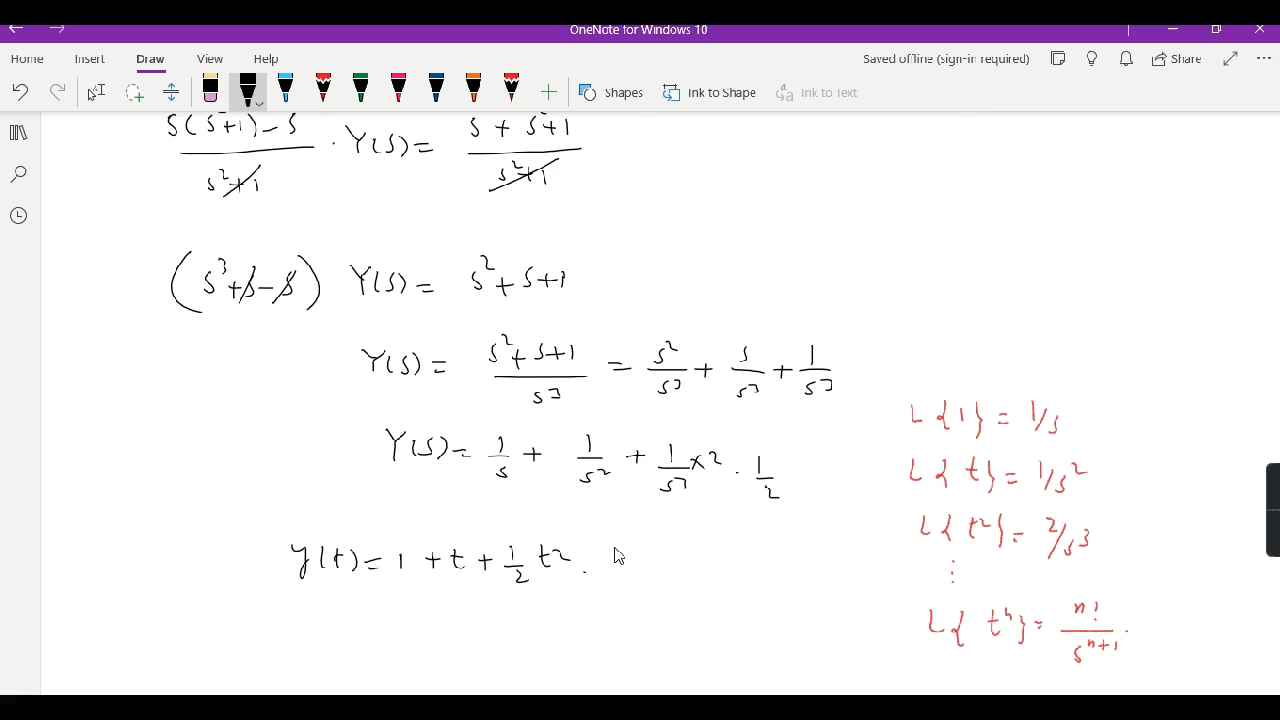 OneNote for Windows 10
Home Insert Draw View Help Saved offline (sign-in required) Share
Shapes Ink to Shape Ink to Text
(s(s²+1)-s)/(s²+1) · Y(s) = (s + s²+1)/(s²+1)
(s³+s-s) Y(s) = s²+s+1
Y(s) = (s²+s+1)/s³ = s²/s³ + s/s³ + 1/s³
Y(s) = 1/s + 1/s² + 1/s³ x2 · 1/2
y(t) = 1 + t + 1/2 t2 .
L{1} = 1/s
L{t} = 1/s²
L{t²} = 2/s³
⋮
L{tⁿ} = n!/sⁿ⁺¹ .